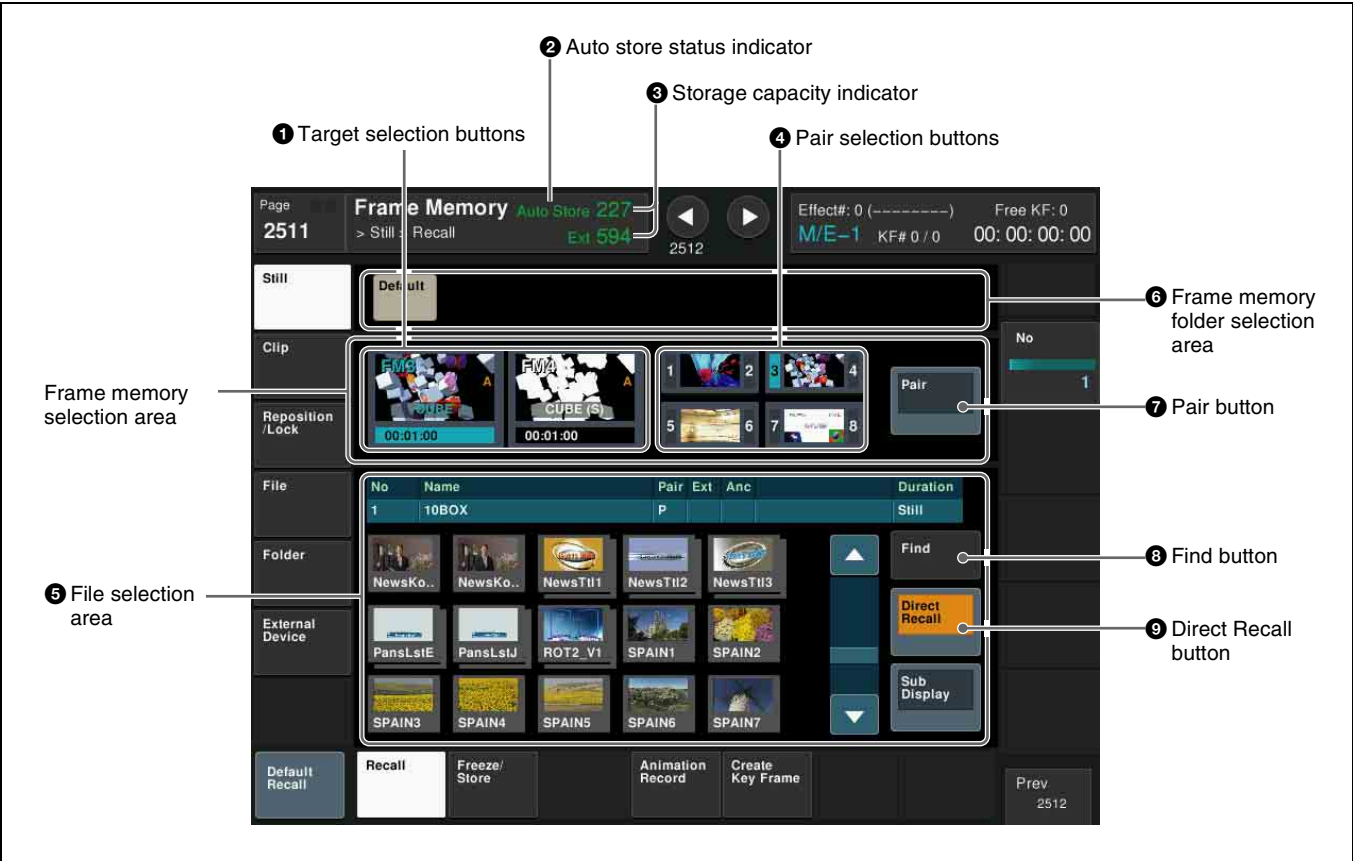 ❷ Auto store status indicator
❸ Storage capacity indicator
❶ Target selection buttons
❹ Pair selection buttons
Page
2511
Frame Memory
> Still > Recall
Auto Store 227
Ext 594
2512
Effect#: 0 (--------)
Free KF: 0
M/E-1
KF# 0 / 0
00: 00: 00: 00
Still
Default
❻ Frame memory
folder selection
area
Clip
No
1
FM3
A
CUBE
00:01:00
FM4
A
CUBE (S)
00:01:00
1
2
3
4
5
6
7
8
Pair
Frame memory
selection area
❼ Pair button
Reposition
/Lock
File
No
Name
Pair
Ext
Anc
Duration
1
10BOX
P
Still
Folder
NewsKo..
NewsKo..
NewsTtl1
NewsTtl2
NewsTtl3
Find
❽ Find button
❺ File selection
area
External
Device
PansLstE
PansLstJ
ROT2_V1
SPAIN1
SPAIN2
Direct
Recall
❾ Direct Recall
button
SPAIN3
SPAIN4
SPAIN5
SPAIN6
SPAIN7
Sub
Display
Default
Recall
Recall
Freeze/
Store
Animation
Record
Create
Key Frame
Prev
2512